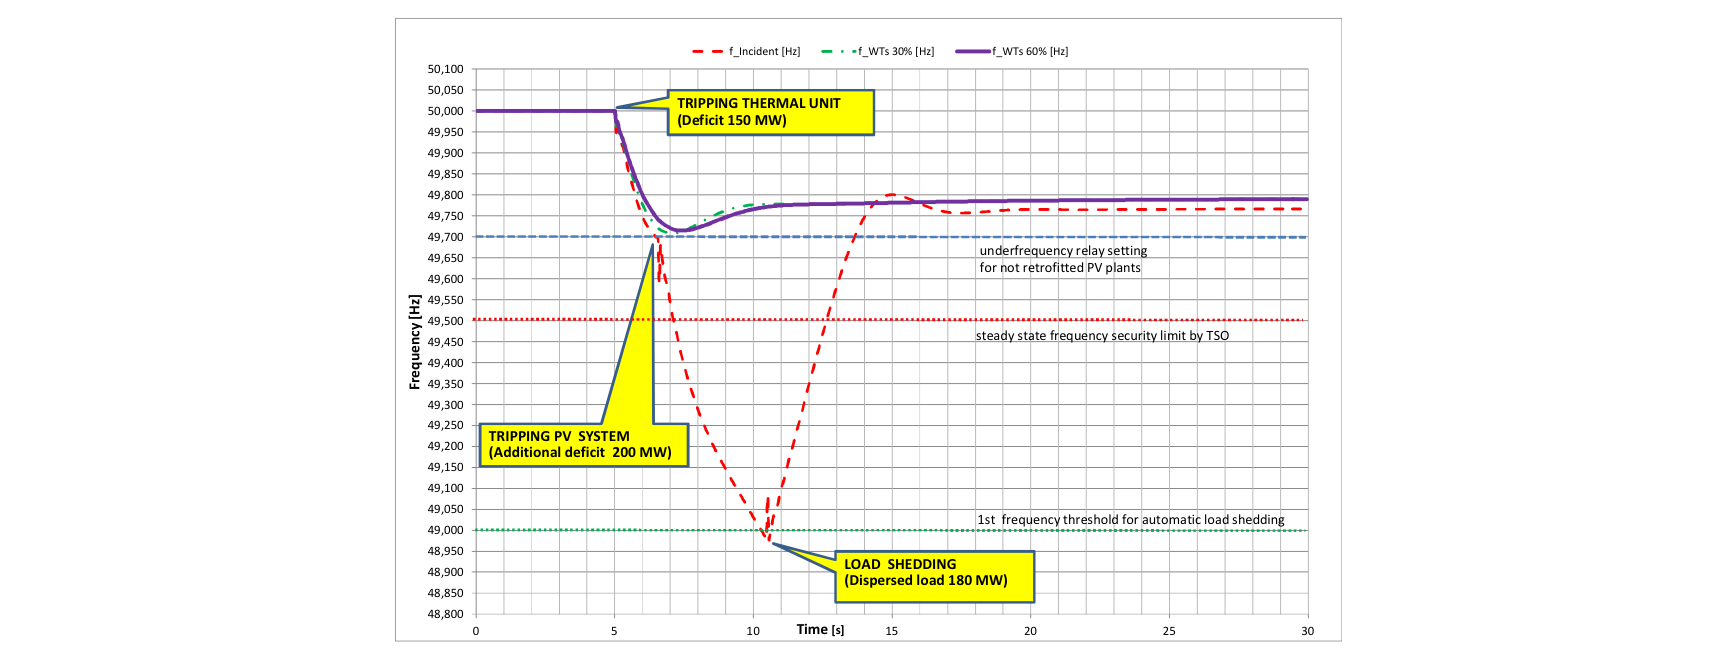 f_Incident [Hz] f_WTs 30% [Hz] f_WTs 60% [Hz]
50,100
50,050
50,000
49,950
49,900
49,850
49,800
49,750
49,700
49,650
49,600
49,550
49,500
49,450
49,400
49,350
49,300
49,250
49,200
49,150
49,100
49,050
49,000
48,950
48,900
48,850
48,800
Frequency [Hz]
TRIPPING THERMAL UNIT
(Deficit 150 MW)
underfrequency relay setting
for not retrofitted PV plants
steady state frequency security limit by TSO
TRIPPING PV SYSTEM
(Additional deficit 200 MW)
1st frequency threshold for automatic load shedding
LOAD SHEDDING
(Dispersed load 180 MW)
0 5 10 15 20 25 30
Time [s]